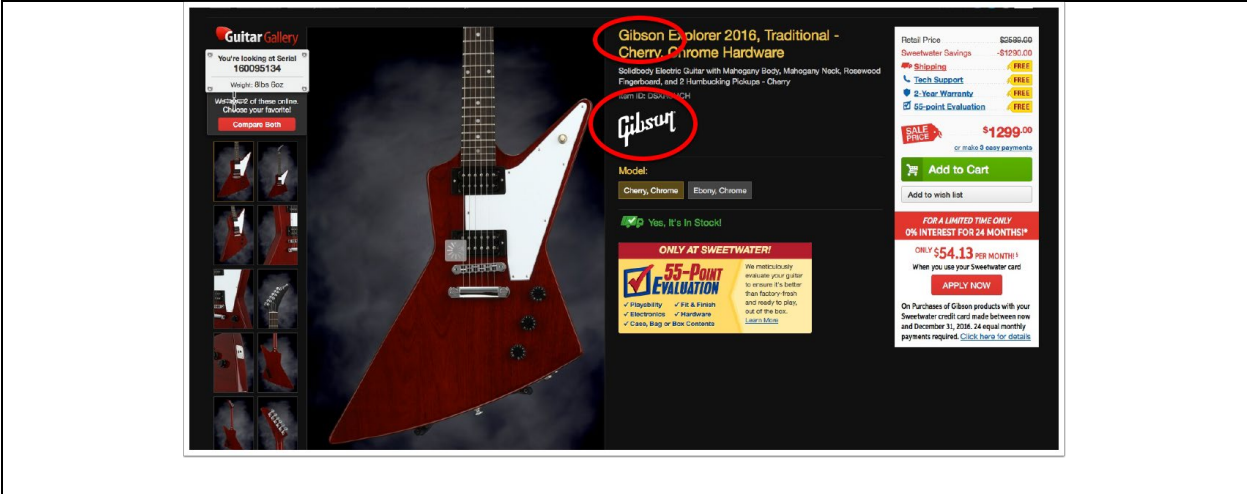 Guitar Gallery
You're looking at Serial
160095134
Weight: 8lbs 6oz
of these online.
Choose your favorite!
Compare Both
Gibson Explorer 2016, Traditional -
Cherry, Chrome Hardware
Solidbody Electric Guitar with Mahogany Body, Mahogany Neck, Rosewood
Fingerboard, and 2 Humbucking Pickups - Cherry
Item ID:
Gibson
Model:
Cherry, Chrome
Ebony, Chrome
Yes, It's In Stock!
ONLY AT SWEETWATER!
55-POINT
EVALUATION
✓ Playability ✓ Fit & Finish
✓ Electronics ✓ Hardware
✓ Case, Bag or Box Contents
We meticulously
evaluate your guitar
to ensure it's better
than factory-fresh
and ready to play,
out of the box.
Learn More
Retail Price $2589.00
Sweetwater Savings -$1290.00
Shipping FREE
Tech Support FREE
2-Year Warranty FREE
55-point Evaluation FREE
SALE PRICE $1299.00
or make 3 easy payments
Add to Cart
Add to wish list
FOR A LIMITED TIME ONLY
0% INTEREST FOR 24 MONTHS!*
ONLY $54.13 PER MONTH!
When you use your Sweetwater card
APPLY NOW
On Purchases of Gibson products with your
Sweetwater credit card made between now
and December 31, 2016. 24 equal monthly
payments required. Click here for details